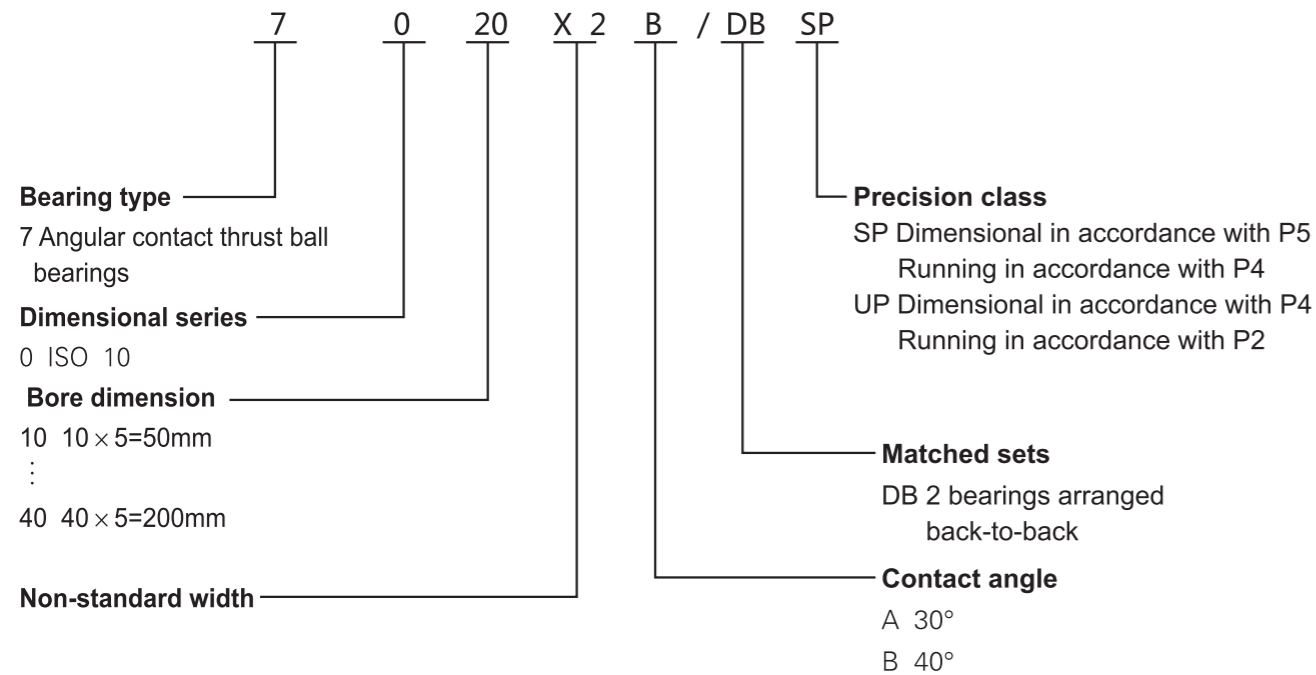 7 0 20 X 2 B / DB SP
Bearing type
7 Angular contact thrust ball
bearings
Dimensional series
0 ISO 10
Bore dimension
10 10×5=50mm
⋮
40 40×5=200mm
Non-standard width
Precision class
SP Dimensional in accordance with P5
Running in accordance with P4
UP Dimensional in accordance with P4
Running in accordance with P2
Matched sets
DB 2 bearings arranged
back-to-back
Contact angle
A 30°
B 40°